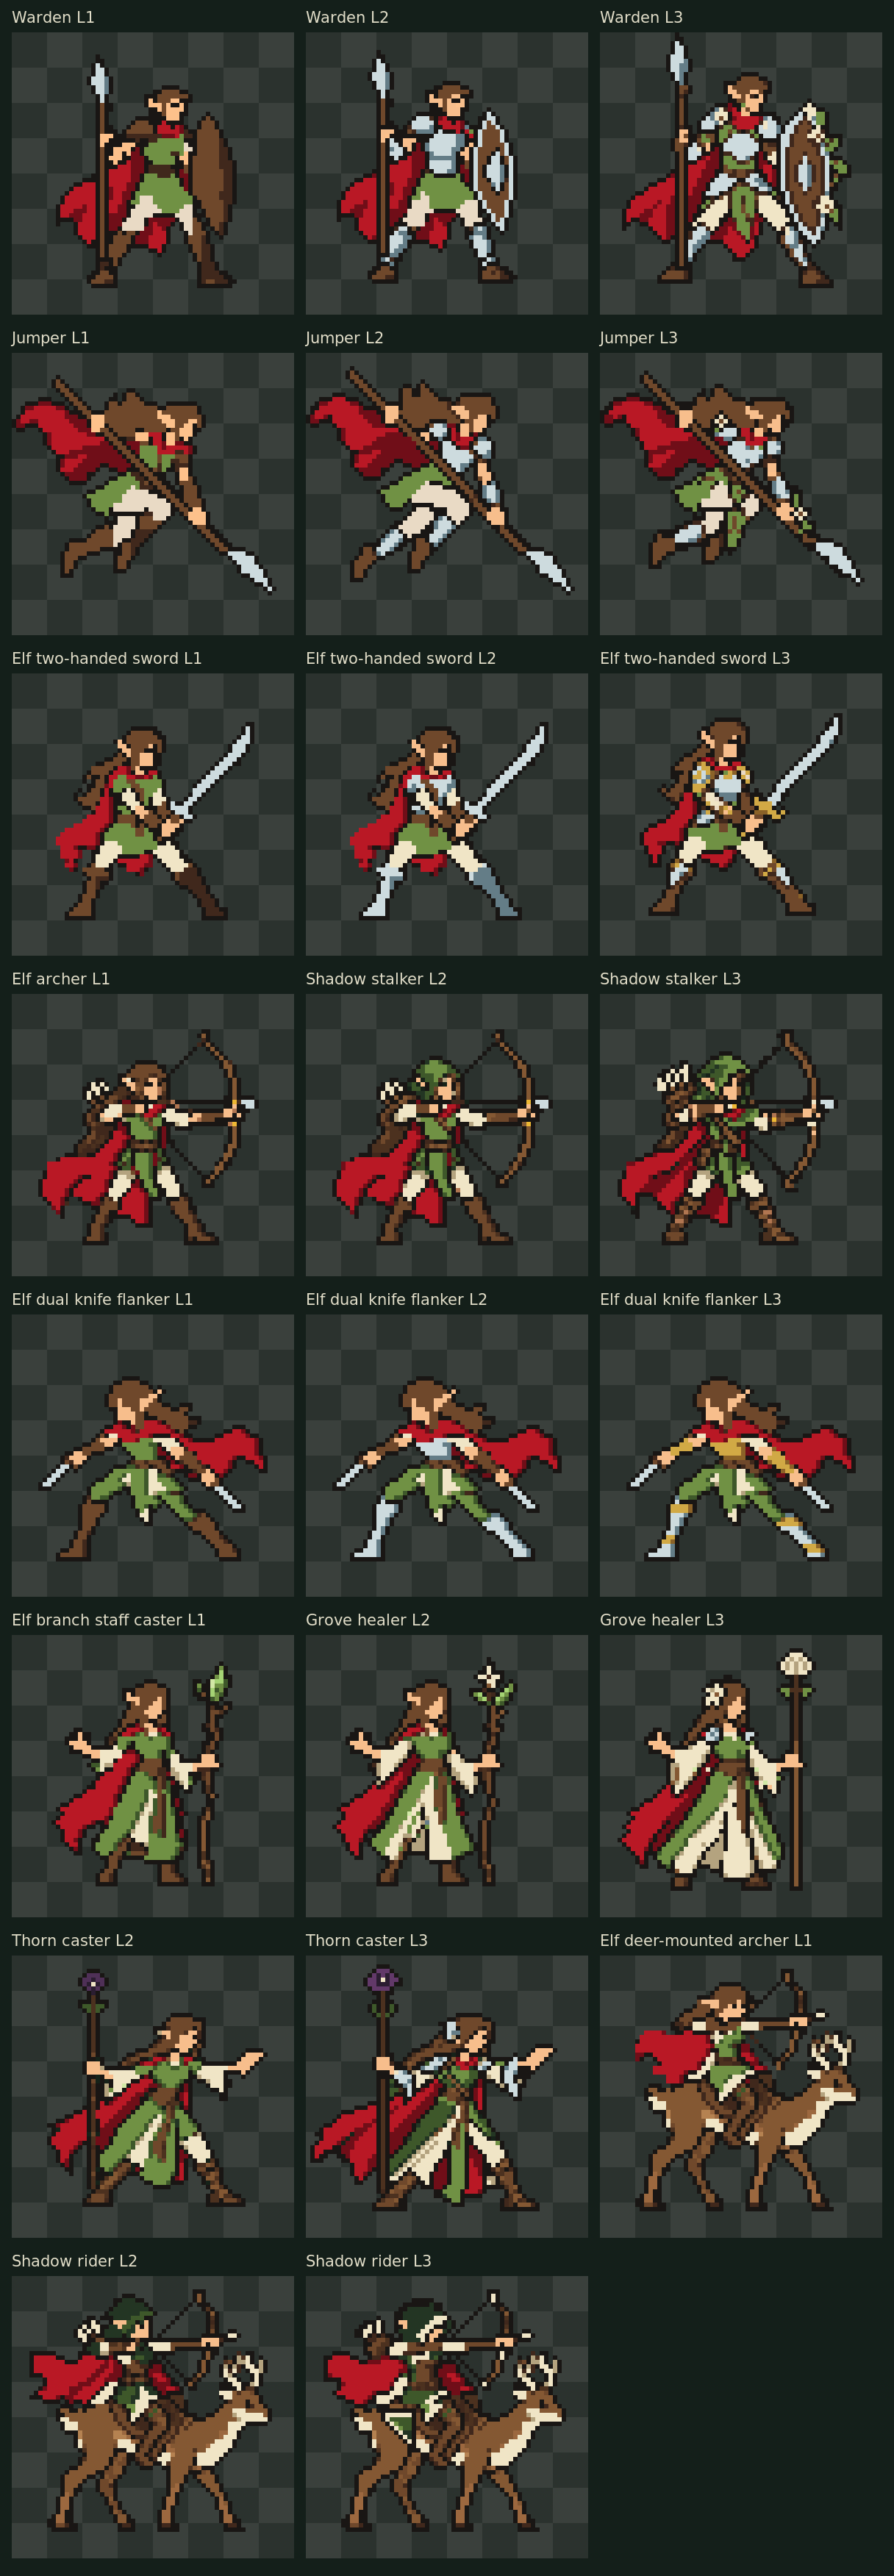 Warden L1
Warden L2
Warden L3
Jumper L1
Jumper L2
Jumper L3
Elf two-handed sword L1
Elf two-handed sword L2
Elf two-handed sword L3
Elf archer L1
Shadow stalker L2
Shadow stalker L3
Elf dual knife flanker L1
Elf dual knife flanker L2
Elf dual knife flanker L3
Elf branch staff caster L1
Grove healer L2
Grove healer L3
Thorn caster L2
Thorn caster L3
Elf deer-mounted archer L1
Shadow rider L2
Shadow rider L3